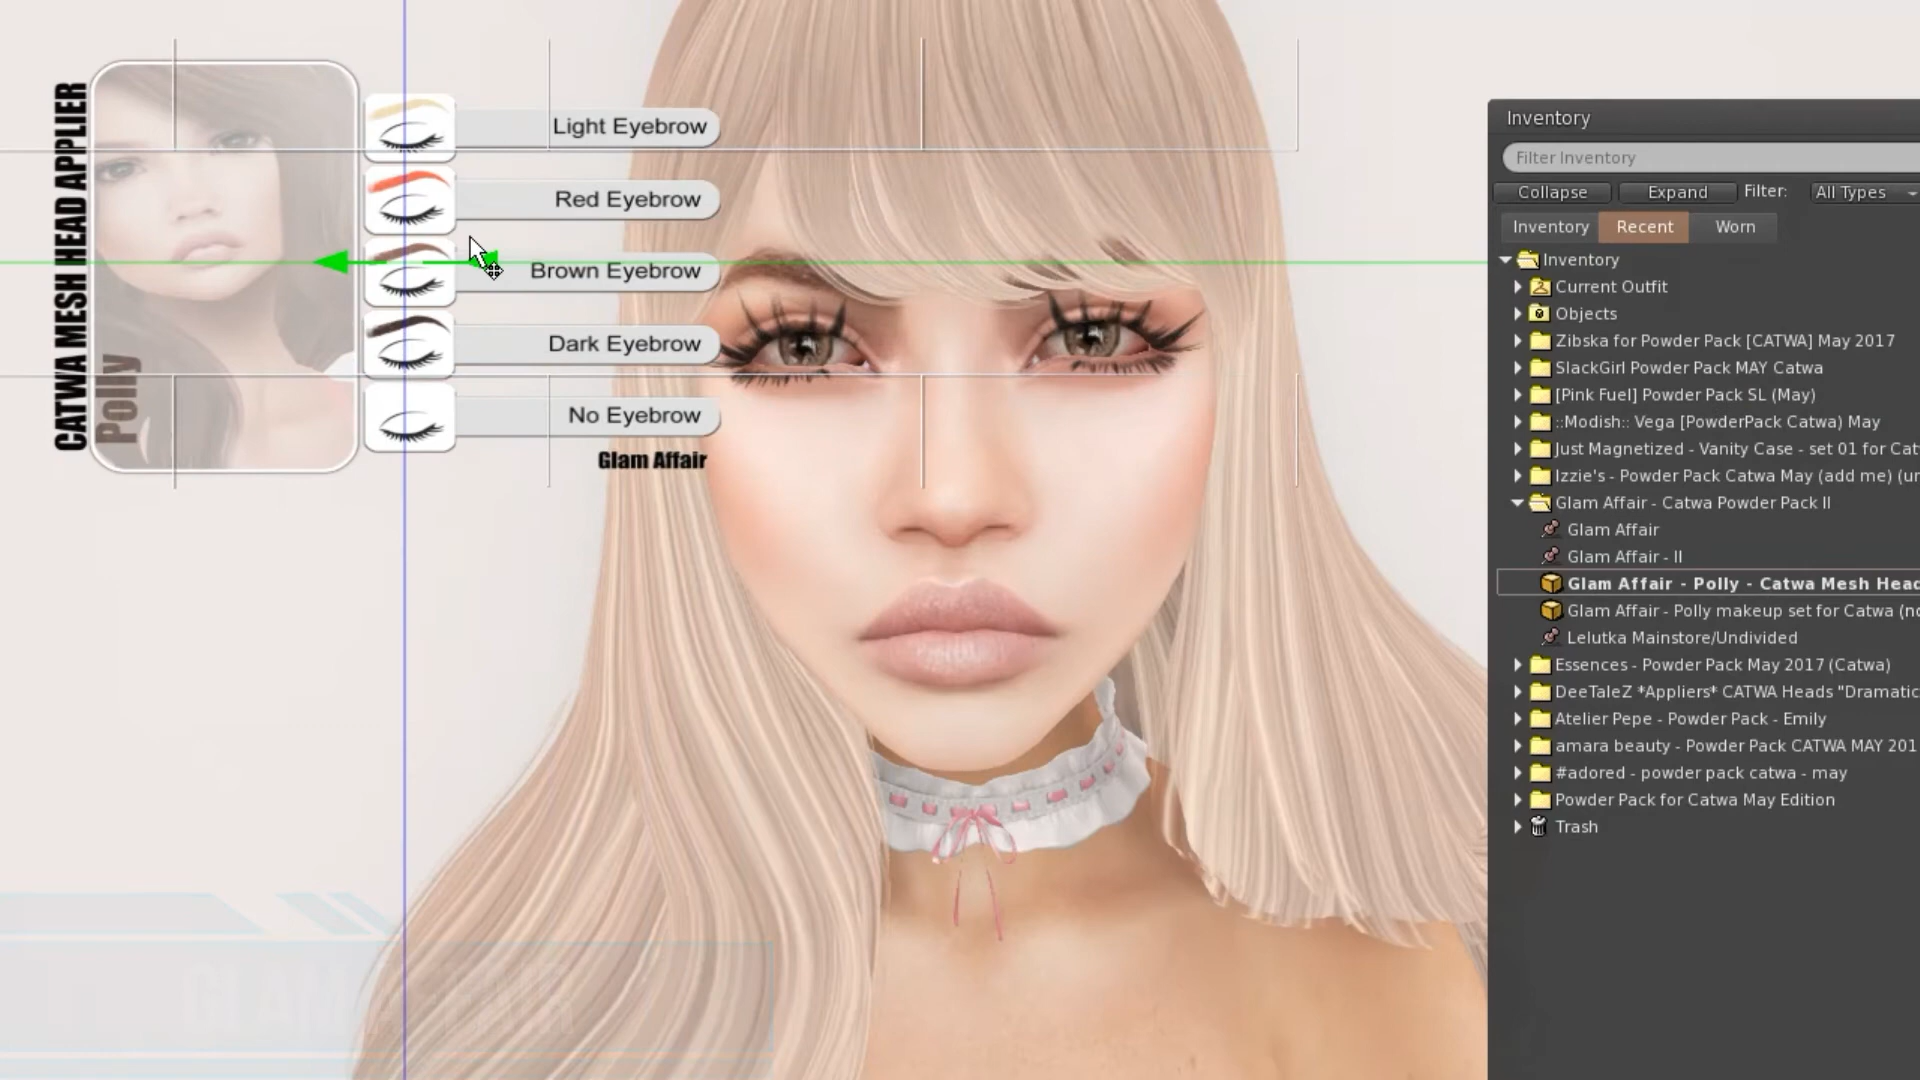 CATWA MESH HEAD APPLIER
Polly
Light Eyebrow
Red Eyebrow
Brown Eyebrow
Dark Eyebrow
No Eyebrow
Glam Affair
GLAM AFFAIR
Inventory
Filter Inventory
Collapse
Expand
Filter:
All Types
Inventory
Recent
Worn
Inventory
Current Outfit
Objects
Zibska for Powder Pack [CATWA] May 2017
SlackGirl Powder Pack MAY Catwa
[Pink Fuel] Powder Pack SL (May)
::Modish:: Vega [PowderPack Catwa) May
Just Magnetized - Vanity Case - set 01 for Cat
Izzie's - Powder Pack Catwa May (add me) (ur
Glam Affair - Catwa Powder Pack II
Glam Affair
Glam Affair - II
Glam Affair - Polly - Catwa Mesh Head
Glam Affair - Polly makeup set for Catwa (no
Lelutka Mainstore/Undivided
Essences - Powder Pack May 2017 (Catwa)
DeeTaleZ *Appliers* CATWA Heads "Dramatic
Atelier Pepe - Powder Pack - Emily
amara beauty - Powder Pack CATWA MAY 201
#adored - powder pack catwa - may
Powder Pack for Catwa May Edition
Trash